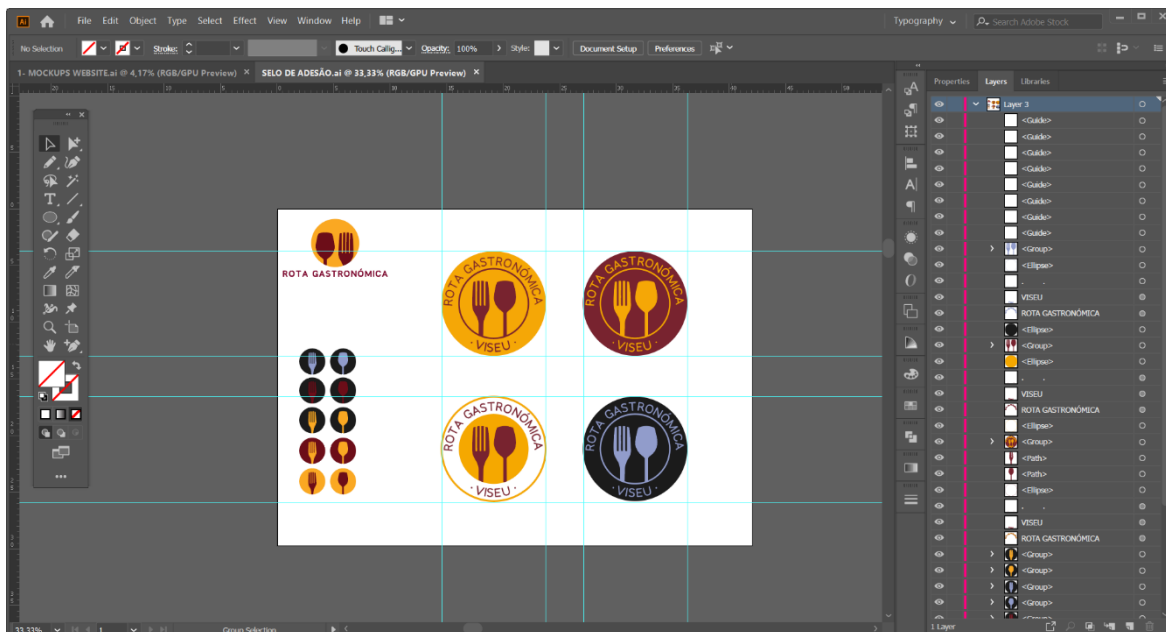 Ai File Edit Object Type Select Effect View Window Help Typography Search Adobe Stock
No Selection Stroke: Touch Callig... Opacity: 100% Style: Document Setup Preferences
1- MOCKUPS WEBSITE.ai @ 4,17% (RGB/GPU Preview) × SELO DE ADESÃO.ai @ 33,33% (RGB/GPU Preview) ×
Properties Layers Libraries
ROTA GASTRONÓMICA
ROTA GASTRONÓMICA
· VISEU ·
ROTA GASTRONÓMICA
· VISEU ·
ROTA GASTRONÓMICA
· VISEU ·
ROTA GASTRONÓMICA
· VISEU ·
Layer 3
<Guide>
<Guide>
<Guide>
<Guide>
<Guide>
<Guide>
<Guide>
<Guide>
<Group>
<Ellipse>
. .
VISEU
ROTA GASTRONÓMICA
<Ellipse>
<Group>
<Ellipse>
. .
VISEU
ROTA GASTRONÓMICA
<Ellipse>
<Group>
<Path>
<Path>
<Ellipse>
. .
VISEU
ROTA GASTRONÓMICA
<Group>
<Group>
<Group>
<Group>
1 Layer
33,33% 1 Group Selection